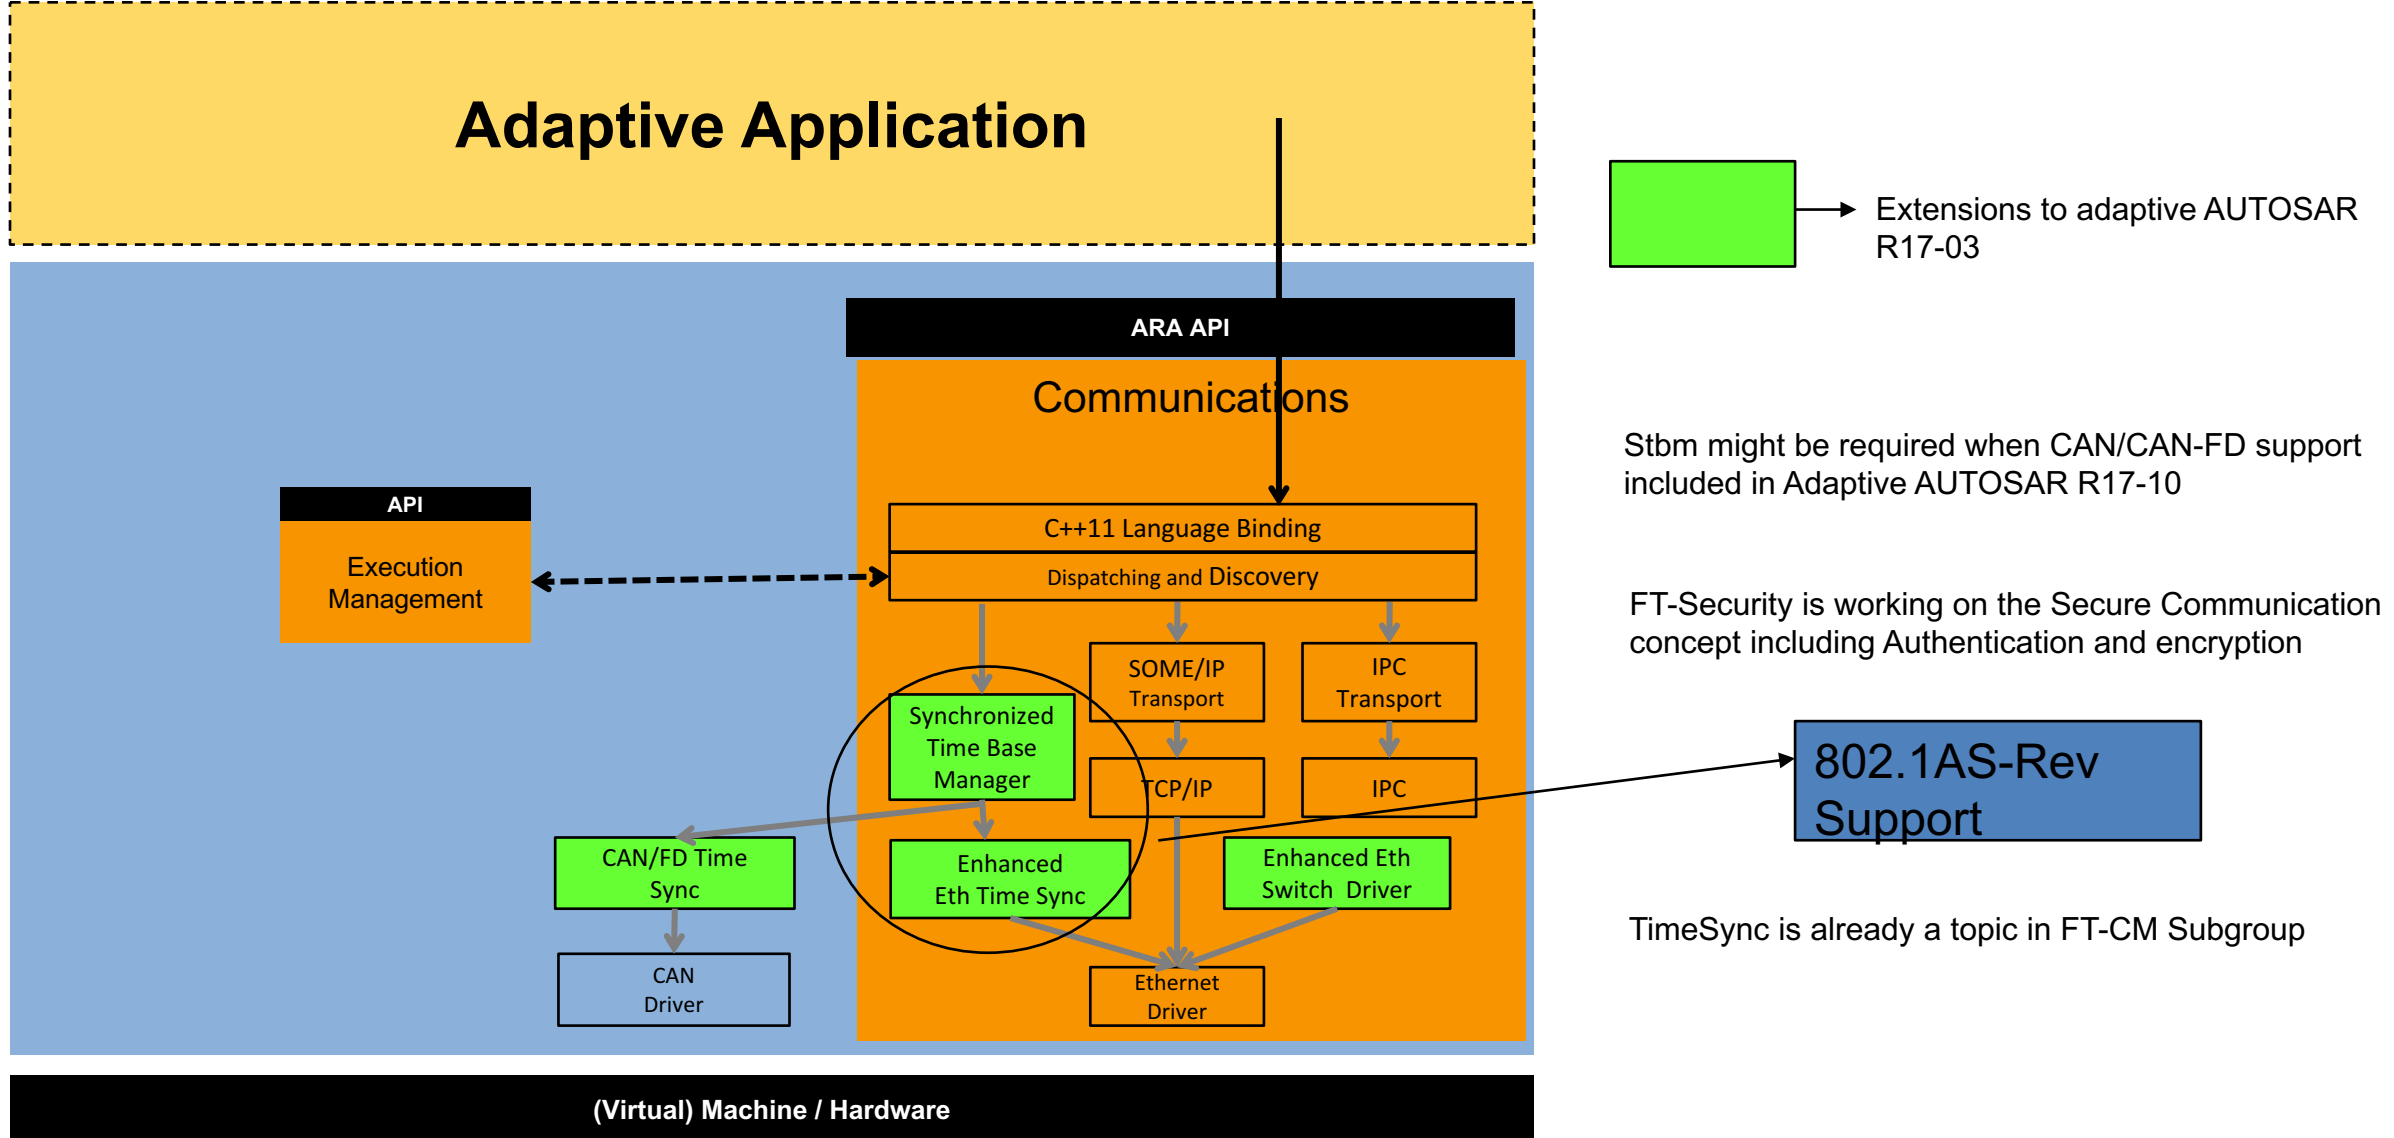 Adaptive Application
ARA API
Communications
API
Execution
Management
C++11 Language Binding
Dispatching and Discovery
SOME/IP
Transport
IPC
Transport
Synchronized
Time Base
Manager
TCP/IP
IPC
CAN/FD Time
Sync
Enhanced
Eth Time Sync
Enhanced Eth
Switch Driver
CAN
Driver
Ethernet
Driver
(Virtual) Machine / Hardware
Extensions to adaptive AUTOSAR
R17-03
Stbm might be required when CAN/CAN-FD support
included in Adaptive AUTOSAR R17-10
FT-Security is working on the Secure Communication
concept including Authentication and encryption
802.1AS-Rev
Support
TimeSync is already a topic in FT-CM Subgroup